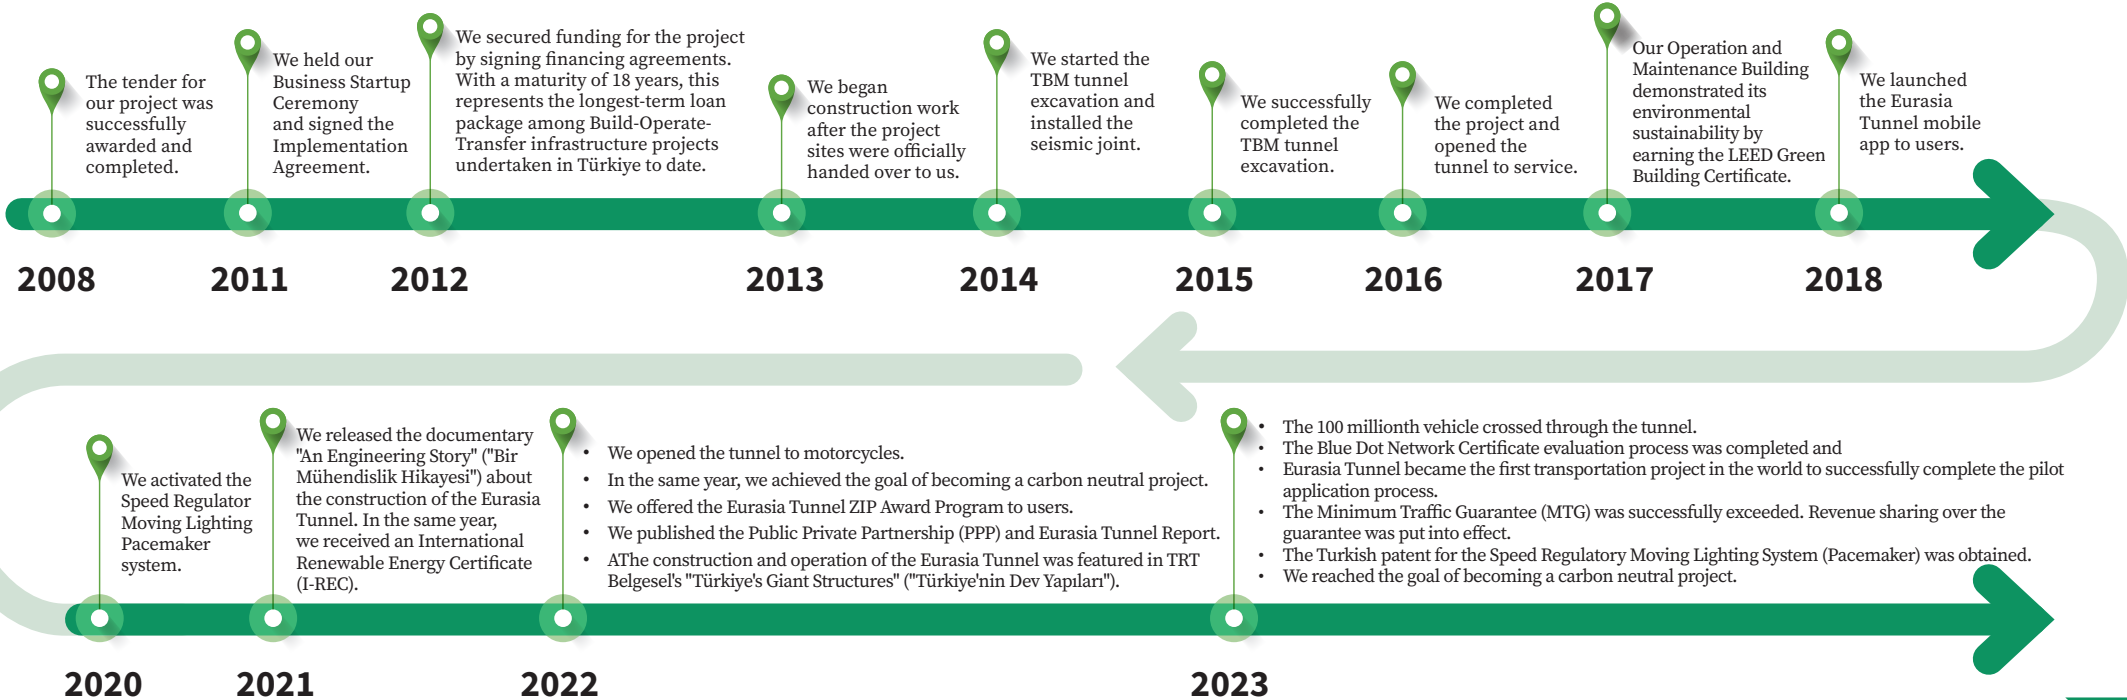 The tender for
our project was
successfully
awarded and
completed.
We held our
Business Startup
Ceremony
and signed the
Implementation
Agreement.
We secured funding for the project
by signing financing agreements.
With a maturity of 18 years, this
represents the longest-term loan
package among Build-Operate-
Transfer infrastructure projects
undertaken in Türkiye to date.
We began
construction work
after the project
sites were officially
handed over to us.
We started the
TBM tunnel
excavation and
installed the
seismic joint.
We successfully
completed the
TBM tunnel
excavation.
We completed
the project and
opened the
tunnel to service.
Our Operation and
Maintenance Building
demonstrated its
environmental
sustainability by
earning the LEED Green
Building Certificate.
We launched
the Eurasia
Tunnel mobile
app to users.
2008
2011
2012
2013
2014
2015
2016
2017
2018
We activated the
Speed Regulator
Moving Lighting
Pacemaker
system.
We released the documentary
"An Engineering Story" ("Bir
Mühendislik Hikayesi") about
the construction of the Eurasia
Tunnel. In the same year,
we received an International
Renewable Energy Certificate
(I-REC).
• We opened the tunnel to motorcycles.
• In the same year, we achieved the goal of becoming a carbon neutral project.
• We offered the Eurasia Tunnel ZIP Award Program to users.
• We published the Public Private Partnership (PPP) and Eurasia Tunnel Report.
• AThe construction and operation of the Eurasia Tunnel was featured in TRT
Belgesel's "Türkiye's Giant Structures" ("Türkiye'nin Dev Yapıları").
• The 100 millionth vehicle crossed through the tunnel.
• The Blue Dot Network Certificate evaluation process was completed and
• Eurasia Tunnel became the first transportation project in the world to successfully complete the pilot
application process.
• The Minimum Traffic Guarantee (MTG) was successfully exceeded. Revenue sharing over the
guarantee was put into effect.
• The Turkish patent for the Speed Regulatory Moving Lighting System (Pacemaker) was obtained.
• We reached the goal of becoming a carbon neutral project.
2020
2021
2022
2023